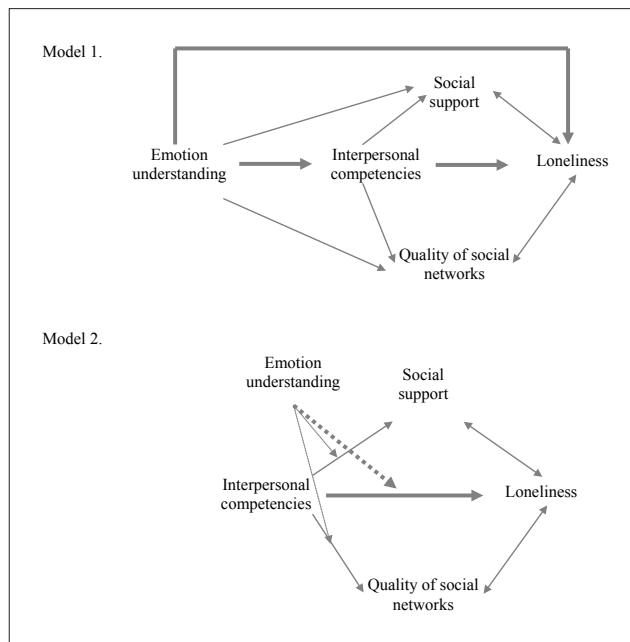 Model 1.
Social
support
Emotion
understanding
Interpersonal
competencies
Loneliness
Quality of social
networks
Model 2.
Emotion
understanding
Social
support
Interpersonal
competencies
Loneliness
Quality of social
networks